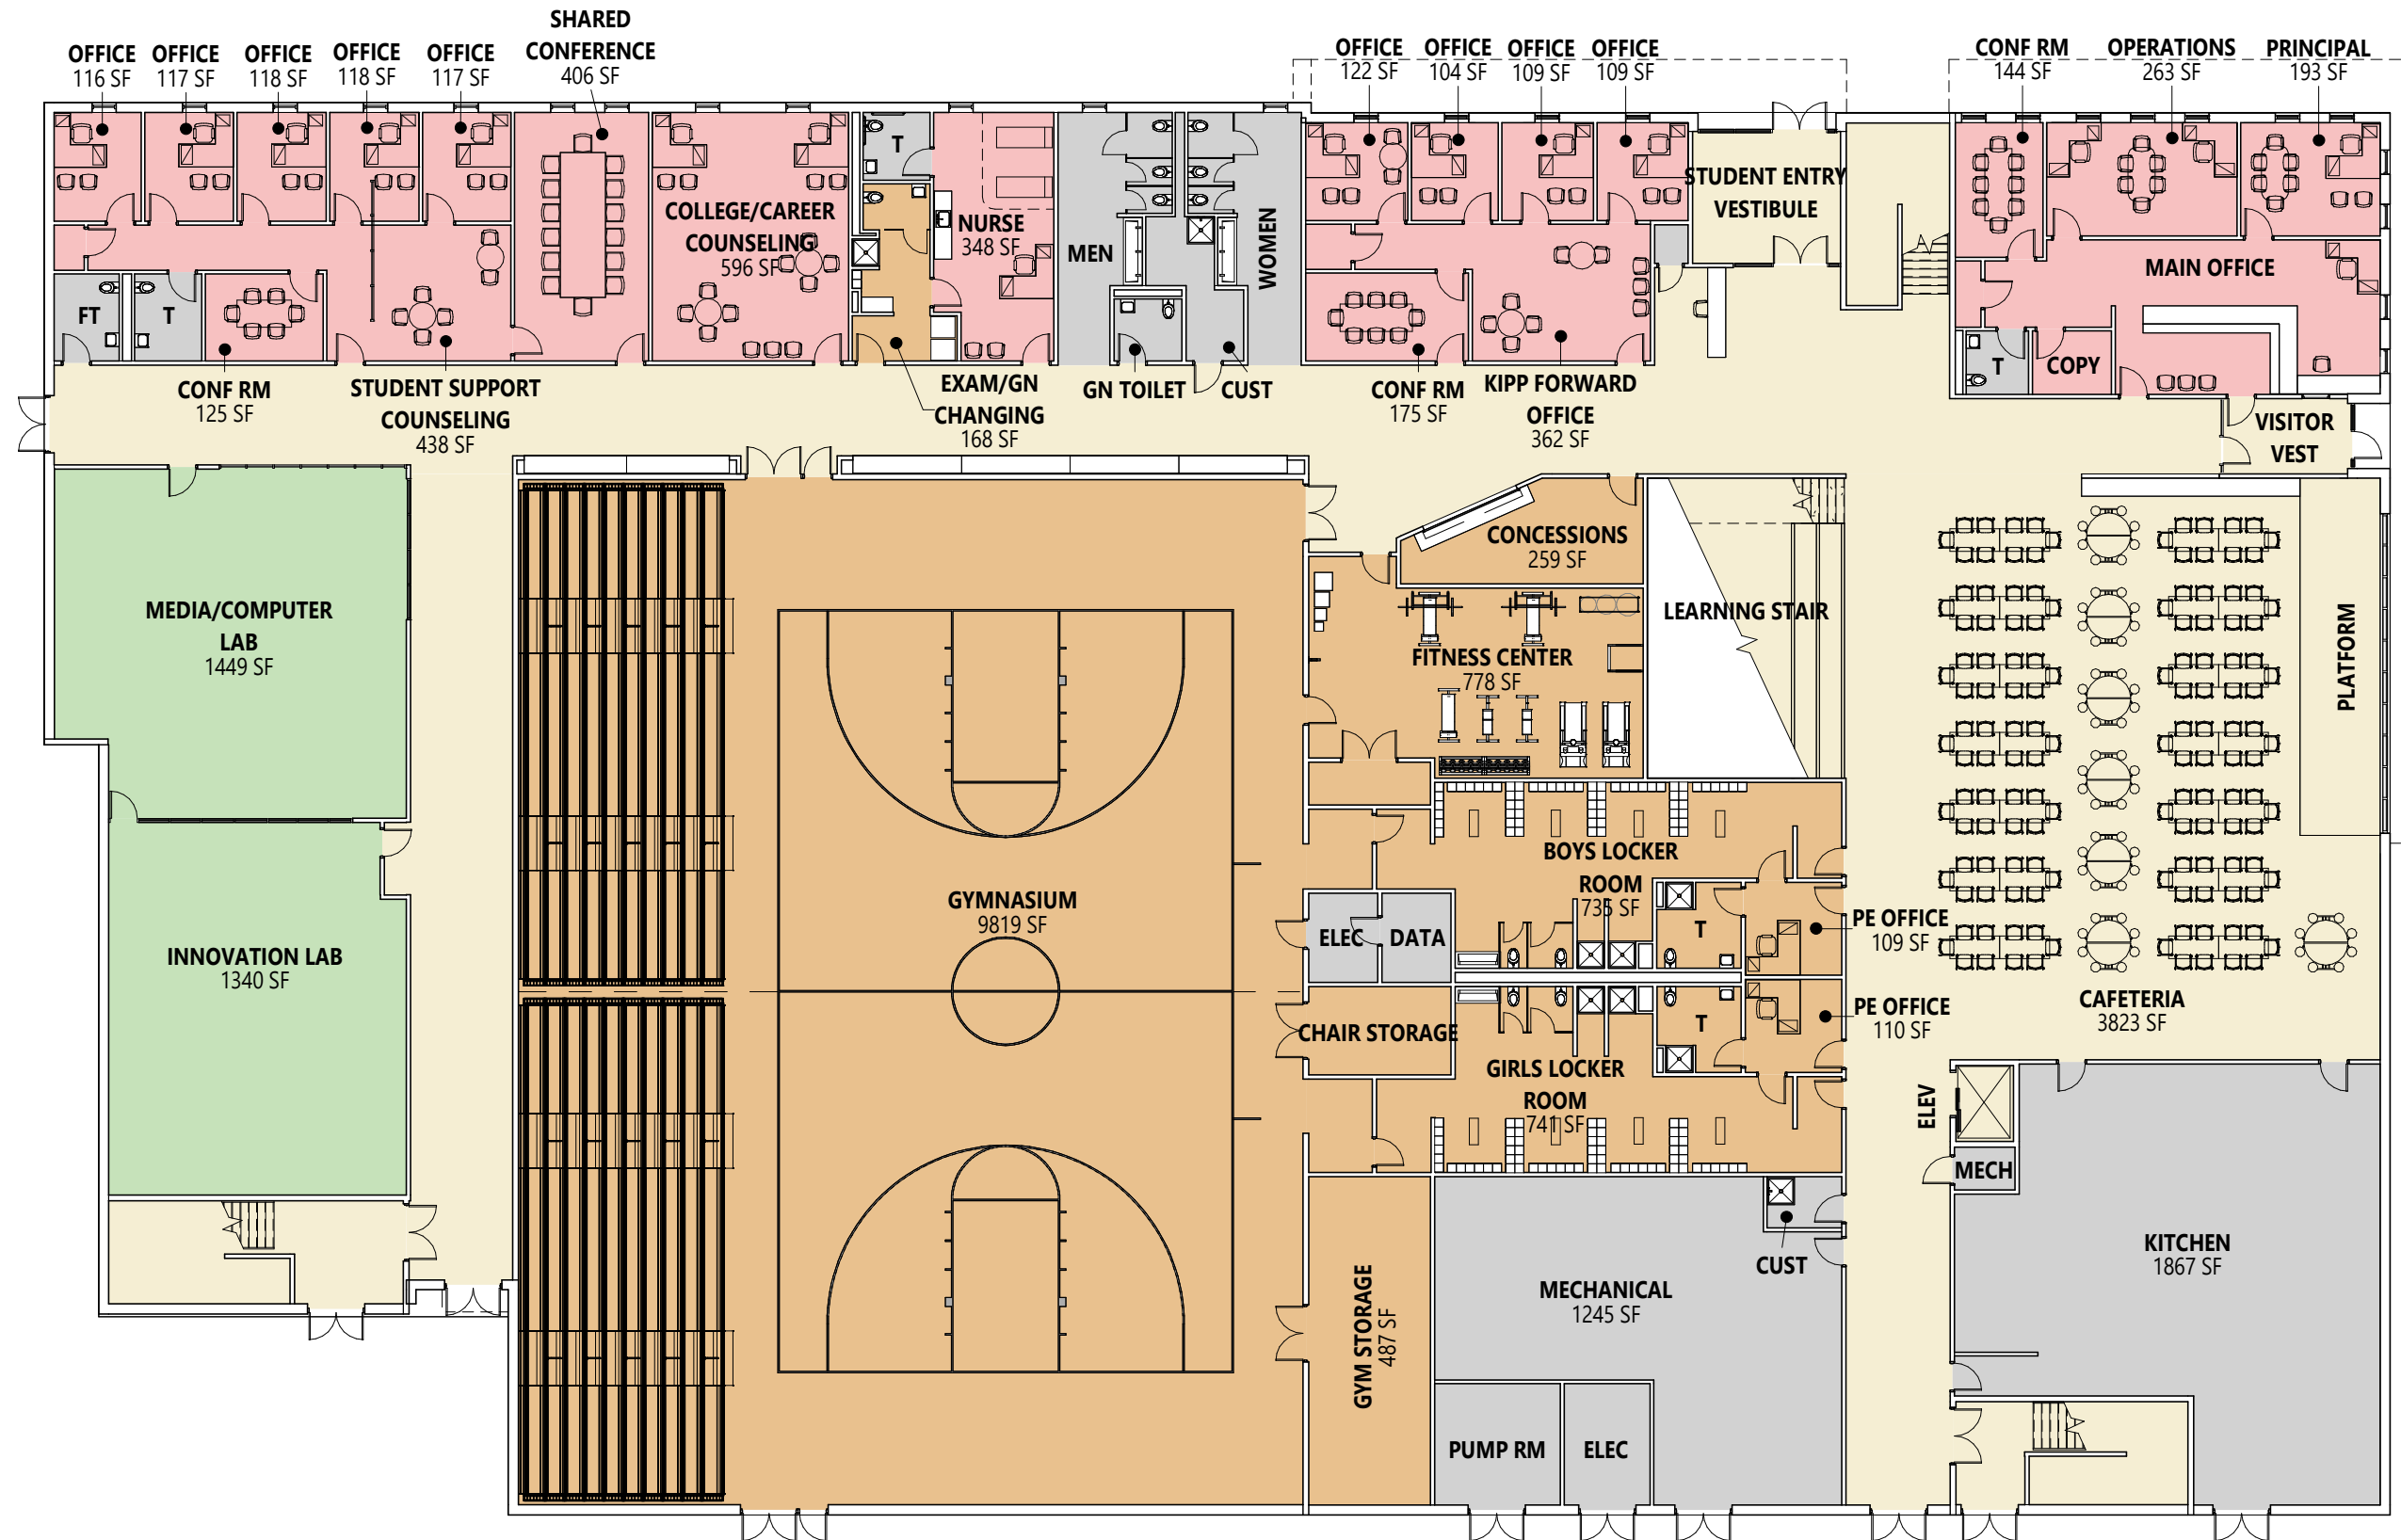 SHARED
CONFERENCE
406 SF
OFFICE
116 SF
OFFICE
117 SF
OFFICE
118 SF
OFFICE
118 SF
OFFICE
117 SF
OFFICE
122 SF
OFFICE
104 SF
OFFICE
109 SF
OFFICE
109 SF
CONF RM
144 SF
OPERATIONS
263 SF
PRINCIPAL
193 SF
T
COLLEGE/CAREER
COUNSELING
596 SF
NURSE
348 SF
MEN
WOMEN
STUDENT ENTRY
VESTIBULE
MAIN OFFICE
FT
T
T
COPY
CONF RM
125 SF
STUDENT SUPPORT
COUNSELING
438 SF
EXAM/GN
CHANGING
168 SF
GN TOILET
CUST
CONF RM
175 SF
KIPP FORWARD
OFFICE
362 SF
VISITOR
VEST
CONCESSIONS
259 SF
MEDIA/COMPUTER
LAB
1449 SF
LEARNING STAIR
FITNESS CENTER
778 SF
PLATFORM
BOYS LOCKER
ROOM
735 SF
GYMNASIUM
9819 SF
ELEC
DATA
T
PE OFFICE
109 SF
INNOVATION LAB
1340 SF
CAFETERIA
3823 SF
CHAIR STORAGE
T
PE OFFICE
110 SF
GIRLS LOCKER
ROOM
741 SF
ELEV
MECH
KITCHEN
1867 SF
CUST
MECHANICAL
1245 SF
GYM STORAGE
487 SF
PUMP RM
ELEC